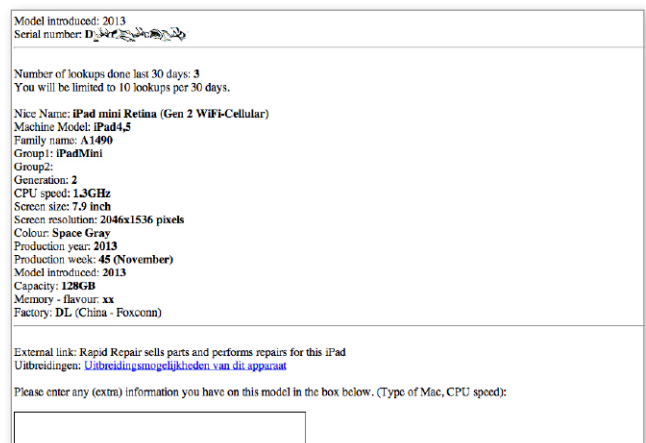 Model introduced: 2013
Serial number: D
Number of lookups done last 30 days: 3
You will be limited to 10 lookups per 30 days.
Nice Name: iPad mini Retina (Gen 2 WiFi-Cellular)
Machine Model: iPad4,5
Family name: A1490
Group1: iPadMini
Group2:
Generation: 2
CPU speed: 1.3GHz
Screen size: 7.9 inch
Screen resolution: 2046x1536 pixels
Colour: Space Gray
Production year: 2013
Production week: 45 (November)
Model introduced: 2013
Capacity: 128GB
Memory - flavour: xx
Factory: DL (China - Foxconn)
External link: Rapid Repair sells parts and performs repairs for this iPad
Uitbreidingen: Uitbreidingsmogelijkheden van dit apparaat
Please enter any (extra) information you have on this model in the box below. (Type of Mac, CPU speed):